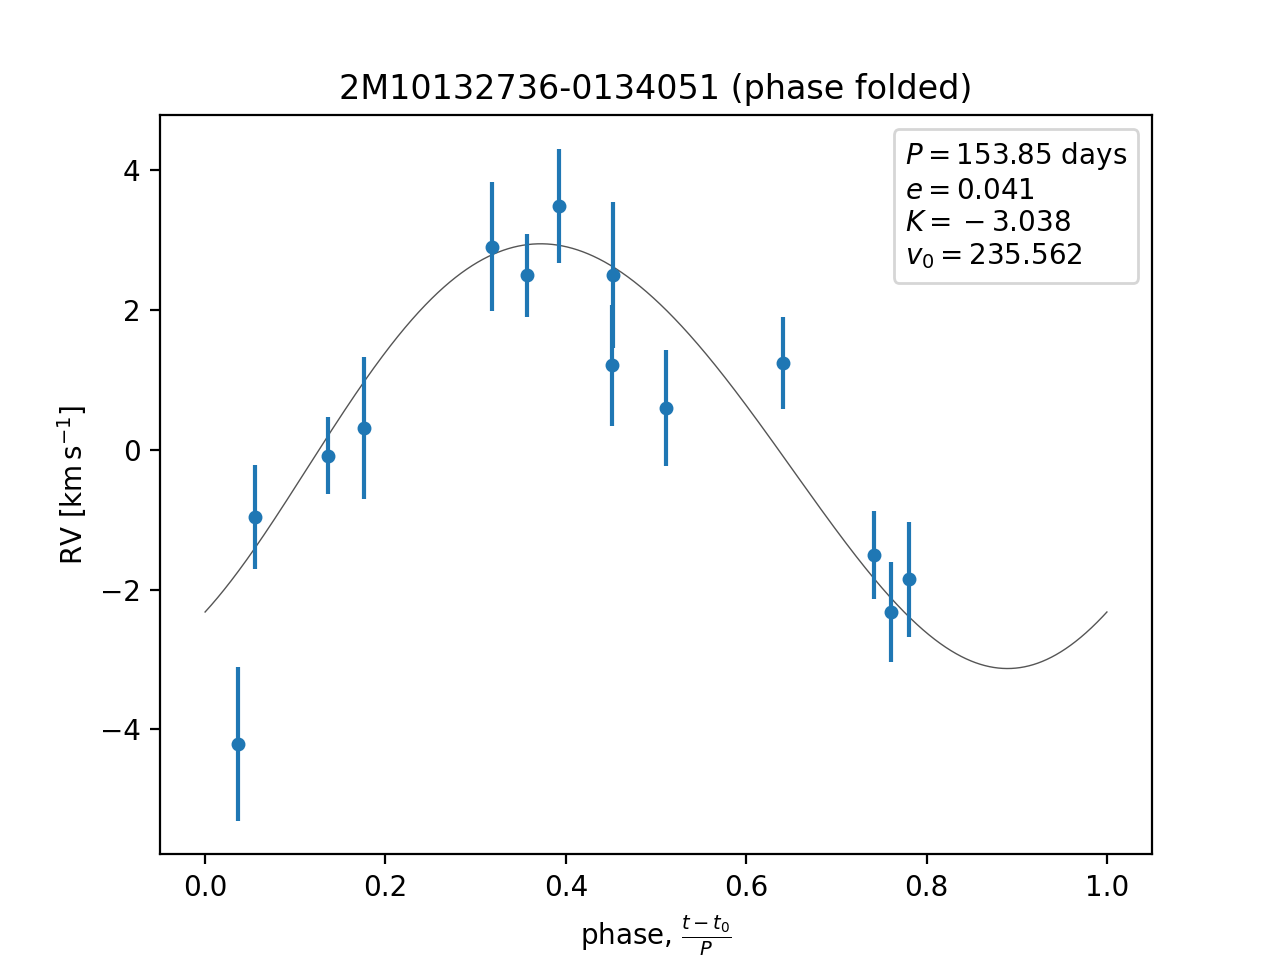 2M10132736-0134051 (phase folded)
P = 153.85 days
e = 0.041
K = −3.038
v₀ = 235.562
4
2
0
−2
−4
RV [km s⁻¹]
0.0 0.2 0.4 0.6 0.8 1.0
phase, (t − t₀)/P